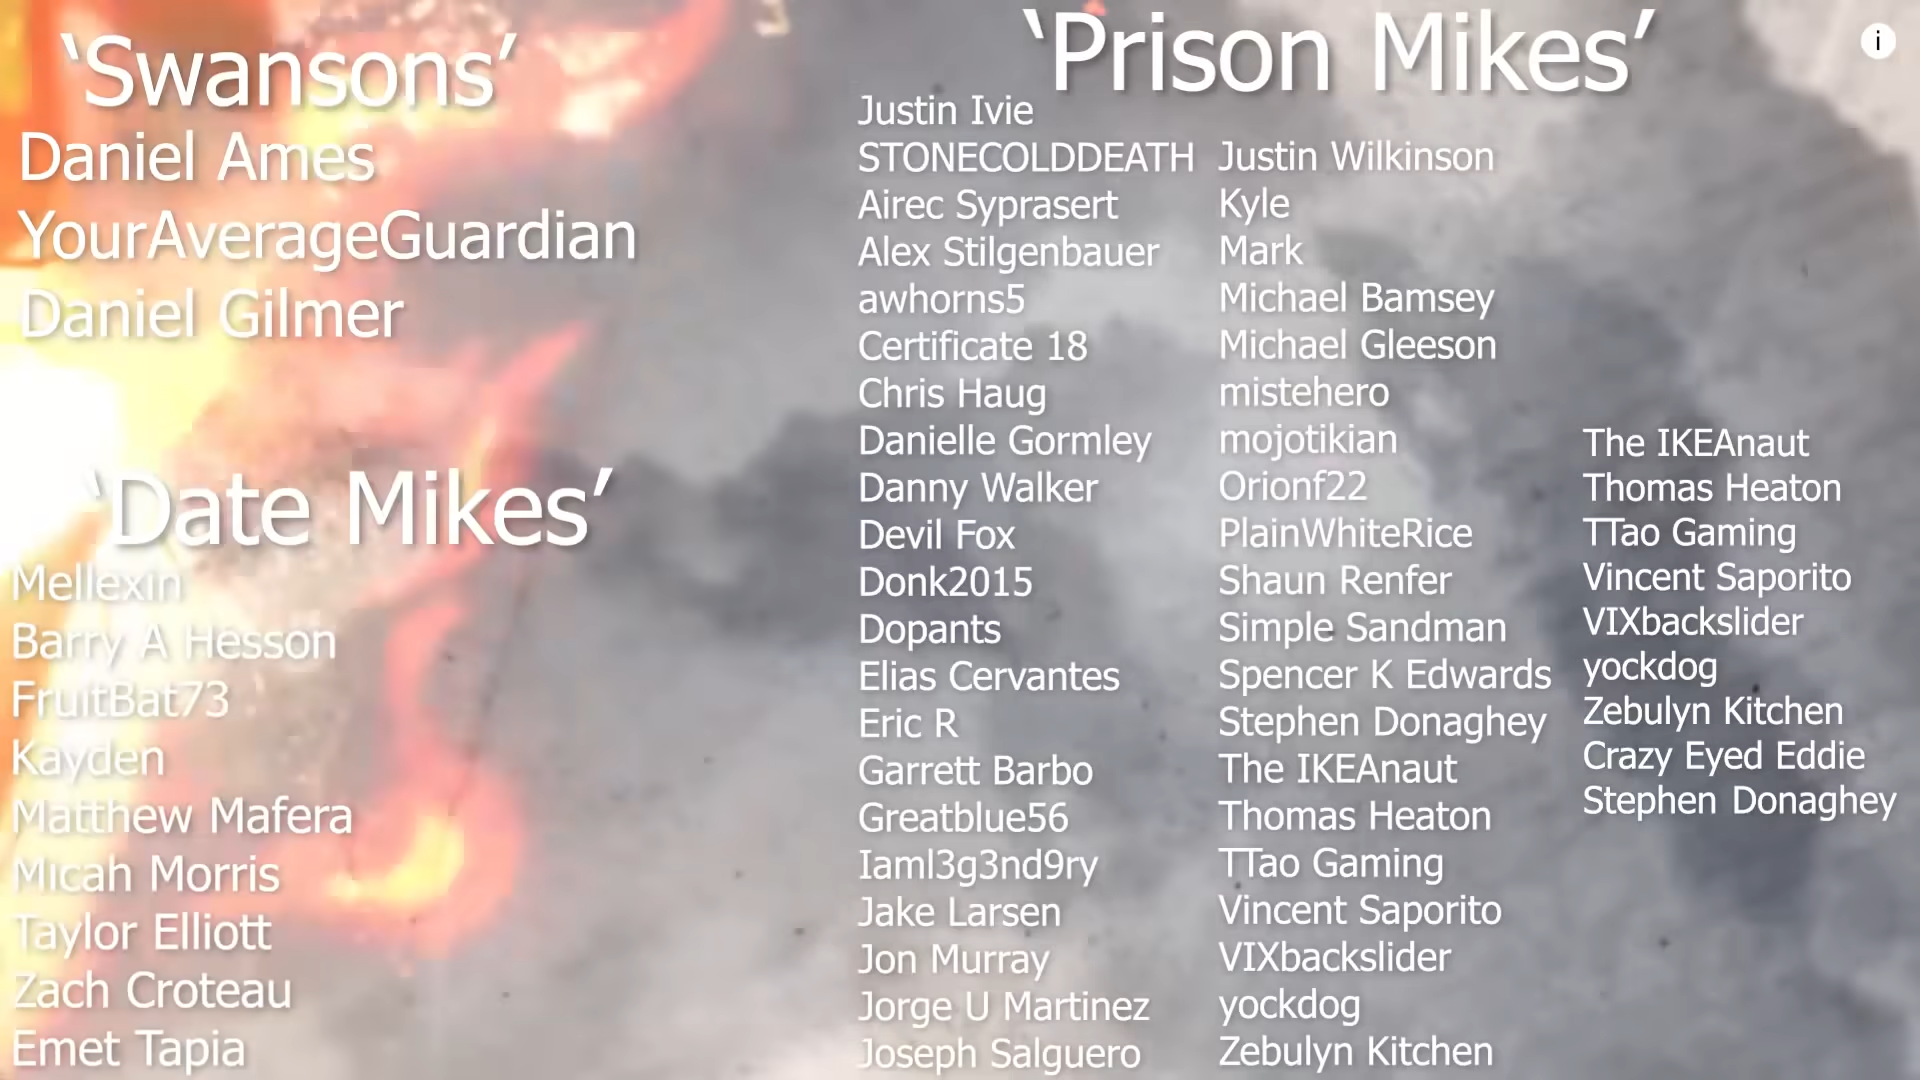 ‘Swansons’
Daniel Ames
YourAverageGuardian
Daniel Gilmer
‘Date Mikes’
Mellexin
Barry A Hesson
FruitBat73
Kayden
Matthew Mafera
Micah Morris
Taylor Elliott
Zach Croteau
Emet Tapia
‘Prison Mikes’
Justin Ivie
STONECOLDDEATH
Airec Syprasert
Alex Stilgenbauer
awhorns5
Certificate 18
Chris Haug
Danielle Gormley
Danny Walker
Devil Fox
Donk2015
Dopants
Elias Cervantes
Eric R
Garrett Barbo
Greatblue56
Iaml3g3nd9ry
Jake Larsen
Jon Murray
Jorge U Martinez
Joseph Salguero
Justin Wilkinson
Kyle
Mark
Michael Bamsey
Michael Gleeson
mistehero
mojotikian
Orionf22
PlainWhiteRice
Shaun Renfer
Simple Sandman
Spencer K Edwards
Stephen Donaghey
The IKEAnaut
Thomas Heaton
TTao Gaming
Vincent Saporito
VIXbackslider
yockdog
Zebulyn Kitchen
The IKEAnaut
Thomas Heaton
TTao Gaming
Vincent Saporito
VIXbackslider
yockdog
Zebulyn Kitchen
Crazy Eyed Eddie
Stephen Donaghey
i